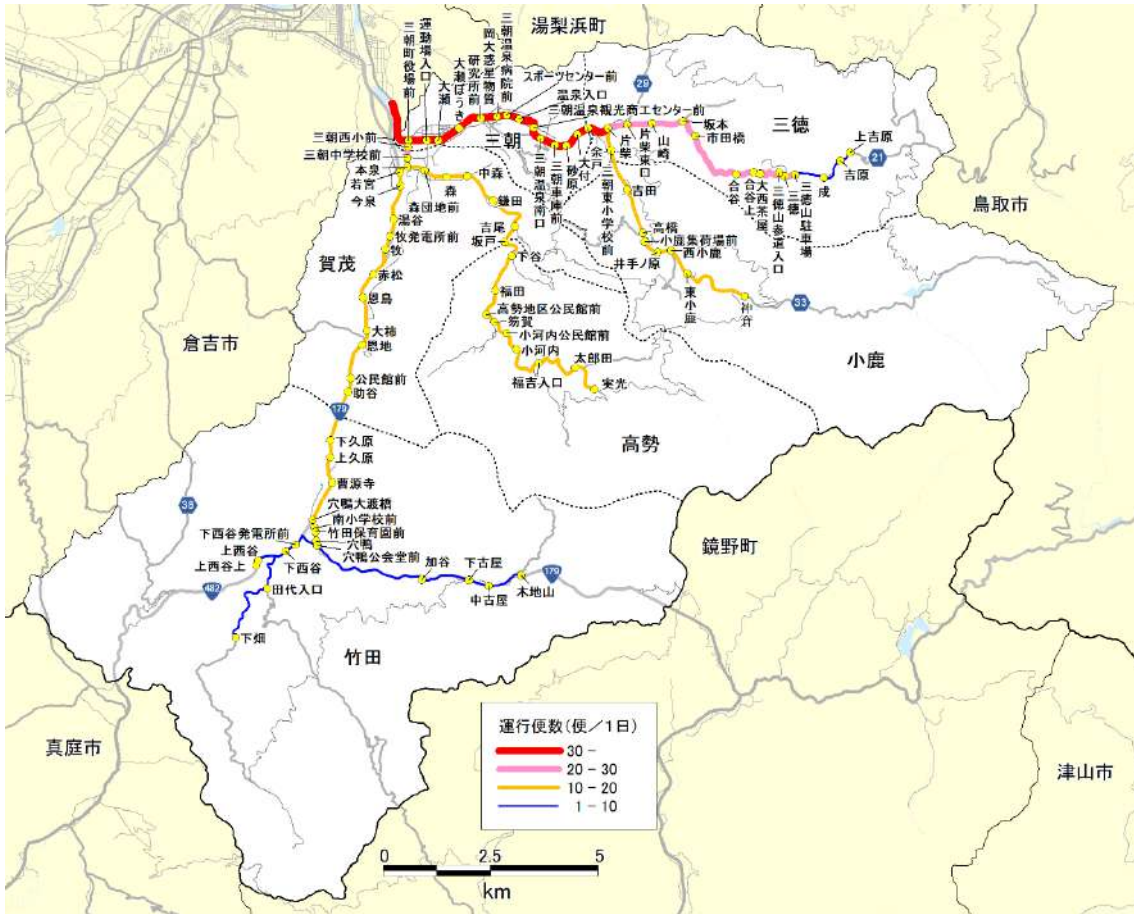 湯梨浜町
三朝町役場前
運動場入口
大瀬
大瀬ばうき
研究所前
岡大惑星物質
三朝温泉病院前
スポーツセンター前
温泉入口
三朝温泉観光商工センター前
29
三朝西小前
三朝
三朝中学校前
本泉
若宮
今泉
森団地前
森
中森
鎌田
吉尾
坂戸
下谷
三朝温泉南口
三朝車庫前
砂原
大付
余戸
三朝東小学校前
片柴
片柴東口
山崎
坂本
市田橋
三徳
合谷
合谷上
大西茶屋
三徳山参道入口
三徳
三徳山駐車場
成
吉原
上吉原
21
鳥取市
吉田
高橋
小鹿集荷場前
井手ノ原
西小鹿
東小鹿
神倉
33
小鹿
湯谷
牧発電所前
牧
賀茂
赤松
恩鳥
大柿
恩地
公民館前
助谷
179
下久原
上久原
曹源寺
倉吉市
福田
高勢地区公民館前
筋賀
小河内公民館前
小河内
福吉入口
太郎田
実光
高勢
38
穴鴨大渡橋
南小学校前
竹田保育園前
穴鴨
穴鴨公会堂前
下西谷発電所前
上西谷
上西谷上
下西谷
482
田代入口
下畑
加谷
下古屋
中古屋
木地山
179
竹田
鏡野町
真庭市
津山市
運行便数(便/1日)
30 -
20 - 30
10 - 20
1 - 10
0 2.5 5
km